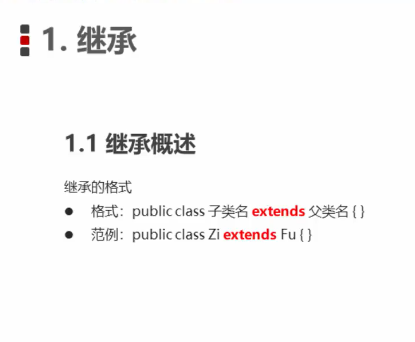 1. 继承
1.1 继承概述
继承的格式
● 格式：public class 子类名 extends 父类名 { }
● 范例：public class Zi extends Fu { }